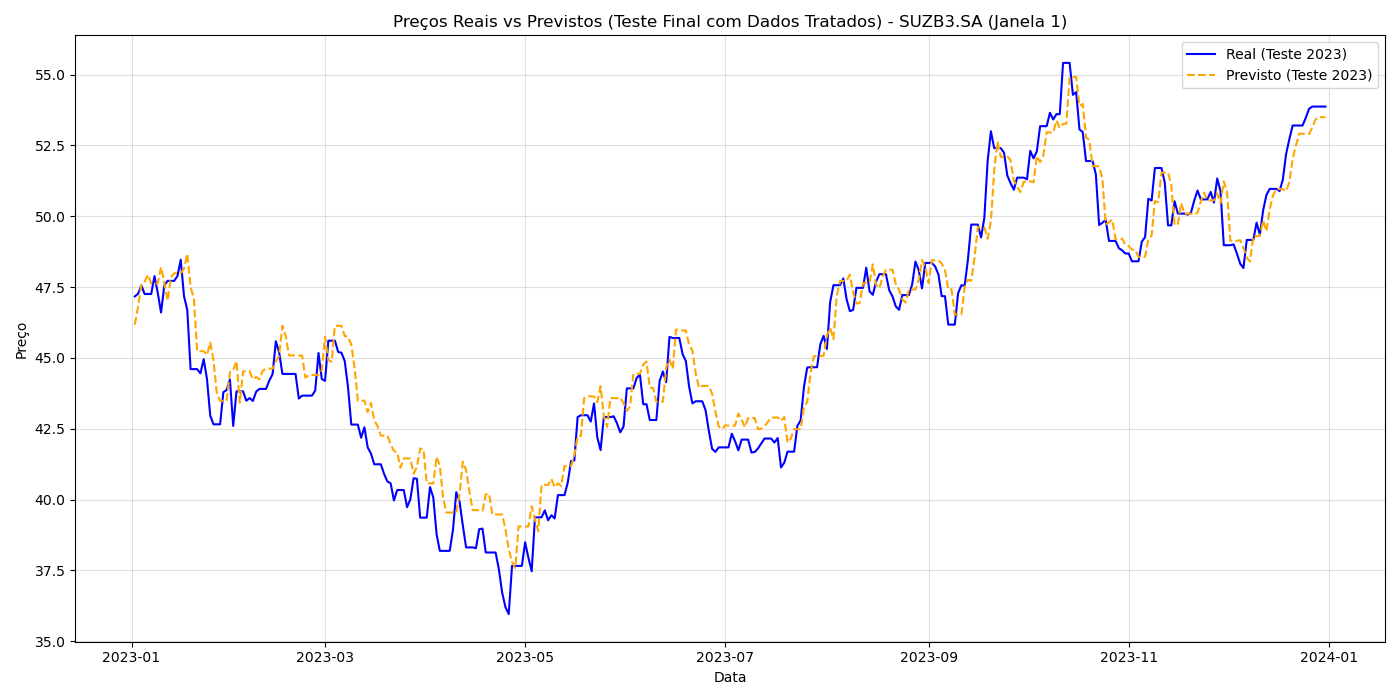 Preços Reais vs Previstos (Teste Final com Dados Tratados) - SUZB3.SA (Janela 1)
Real (Teste 2023)
Previsto (Teste 2023)
Preço
55.0
52.5
50.0
47.5
45.0
42.5
40.0
37.5
35.0
2023-01 2023-03 2023-05 2023-07 2023-09 2023-11 2024-01
Data